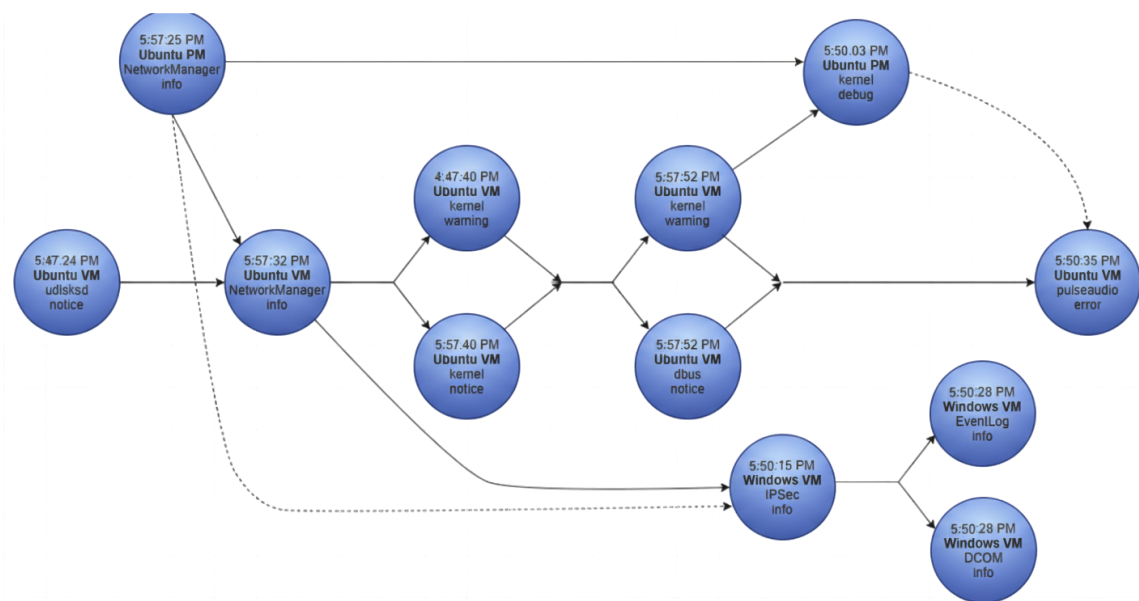 5:57:25 PM
Ubuntu PM
NetworkManager
info
5:50.03 PM
Ubuntu PM
kernel
debug
4:47:40 PM
Ubuntu VM
kernel
warning
5:57:52 PM
Ubuntu VM
kernel
warning
5:47.24 PM
Ubuntu VM
udisksd
notice
5:57:32 PM
Ubuntu VM
NetworkManager
info
5:50:35 PM
Ubuntu VM
pulseaudio
error
5:57.40 PM
Ubuntu VM
kernel
notice
5:57:52 PM
Ubuntu VM
dbus
notice
5:50:28 PM
Windows VM
EventLog
info
5:50:15 PM
Windows VM
IPSec
info
5:50:28 PM
Windows VM
DCOM
info